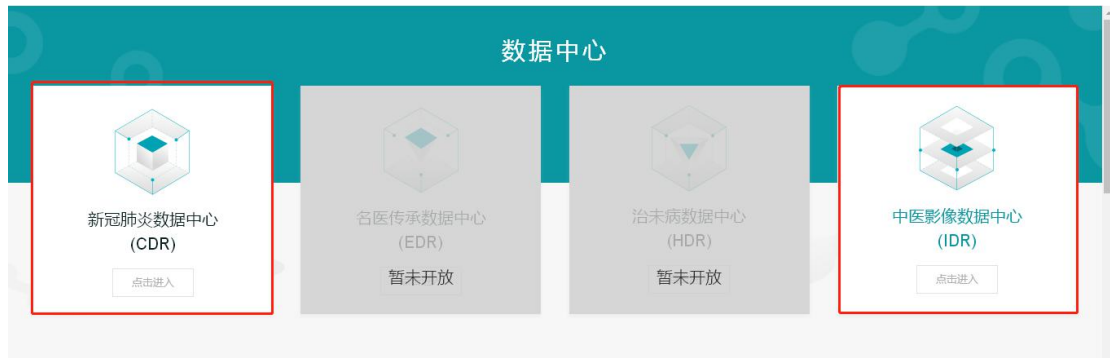 数据中心
新冠肺炎数据中心
(CDR)
点击进入
名医传承数据中心
(EDR)
暂未开放
治未病数据中心
(HDR)
暂未开放
中医影像数据中心
(IDR)
点击进入